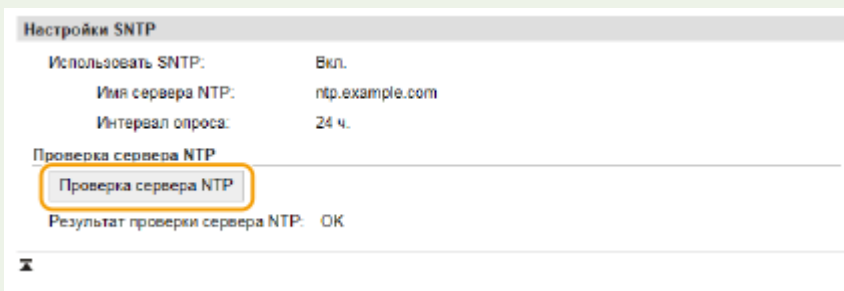 Настройки SNTP
Использовать SNTP: Вкл.
Имя сервера NTP: ntp.example.com
Интервал опроса: 24 ч.
Проверка сервера NTP
Проверка сервера NTP
Результат проверки сервера NTP: OK